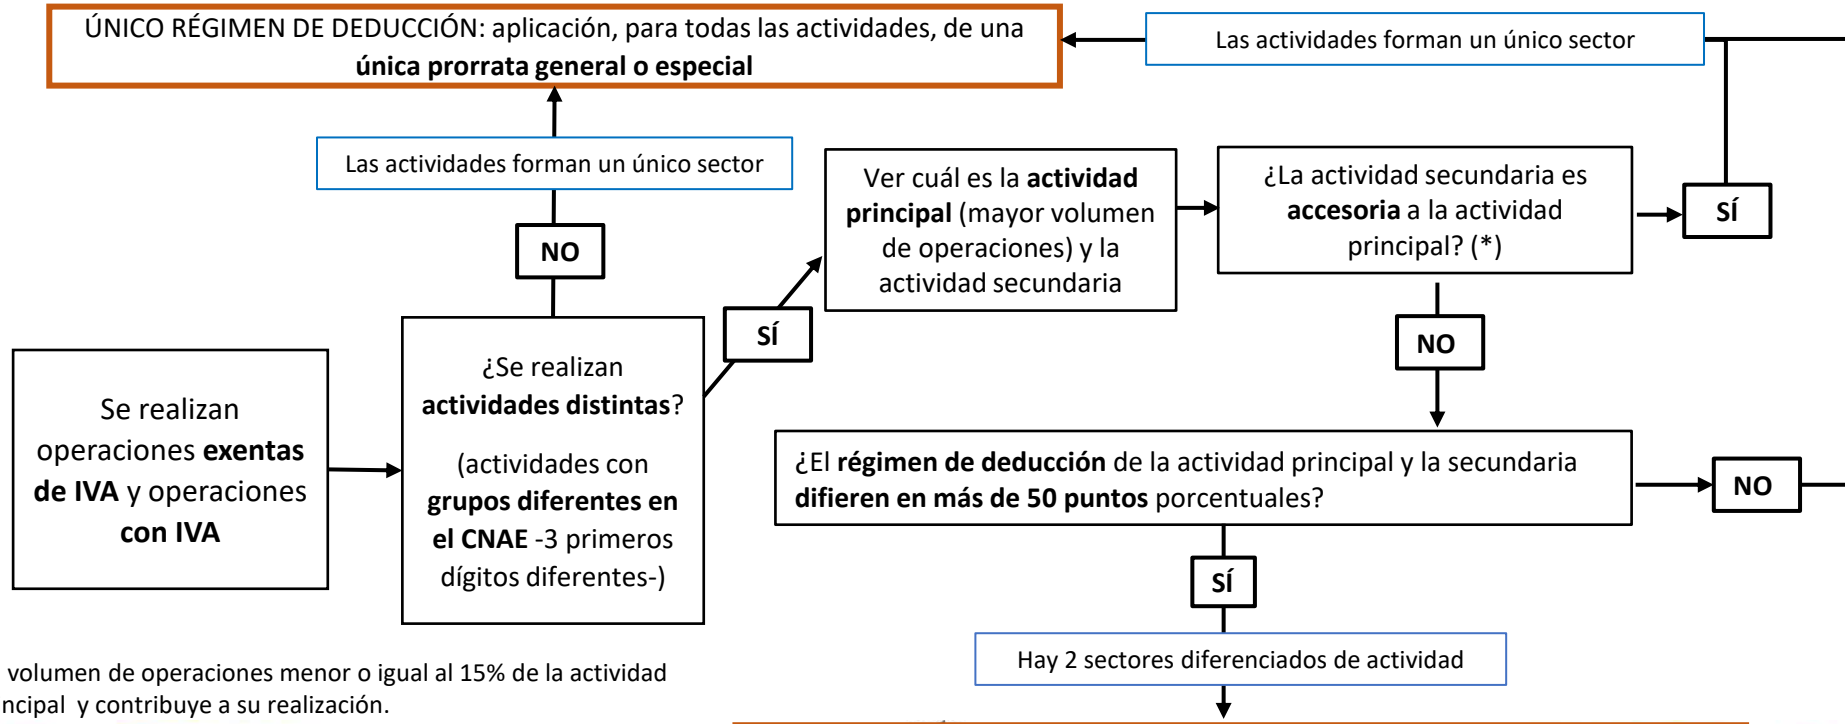 ÚNICO RÉGIMEN DE DEDUCCIÓN: aplicación, para todas las actividades, de una
única prorrata general o especial
Las actividades forman un único sector
Las actividades forman un único sector
NO
Ver cuál es la actividad
principal (mayor volumen
de operaciones) y la
actividad secundaria
¿La actividad secundaria es
accesoria a la actividad
principal? (*)
SÍ
SÍ
NO
Se realizan
operaciones exentas
de IVA y operaciones
con IVA
¿Se realizan
actividades distintas?
(actividades con
grupos diferentes en
el CNAE -3 primeros
dígitos diferentes-)
¿El régimen de deducción de la actividad principal y la secundaria
difieren en más de 50 puntos porcentuales?
NO
SÍ
Hay 2 sectores diferenciados de actividad
volumen de operaciones menor o igual al 15% de la actividad
ncipal y contribuye a su realización.